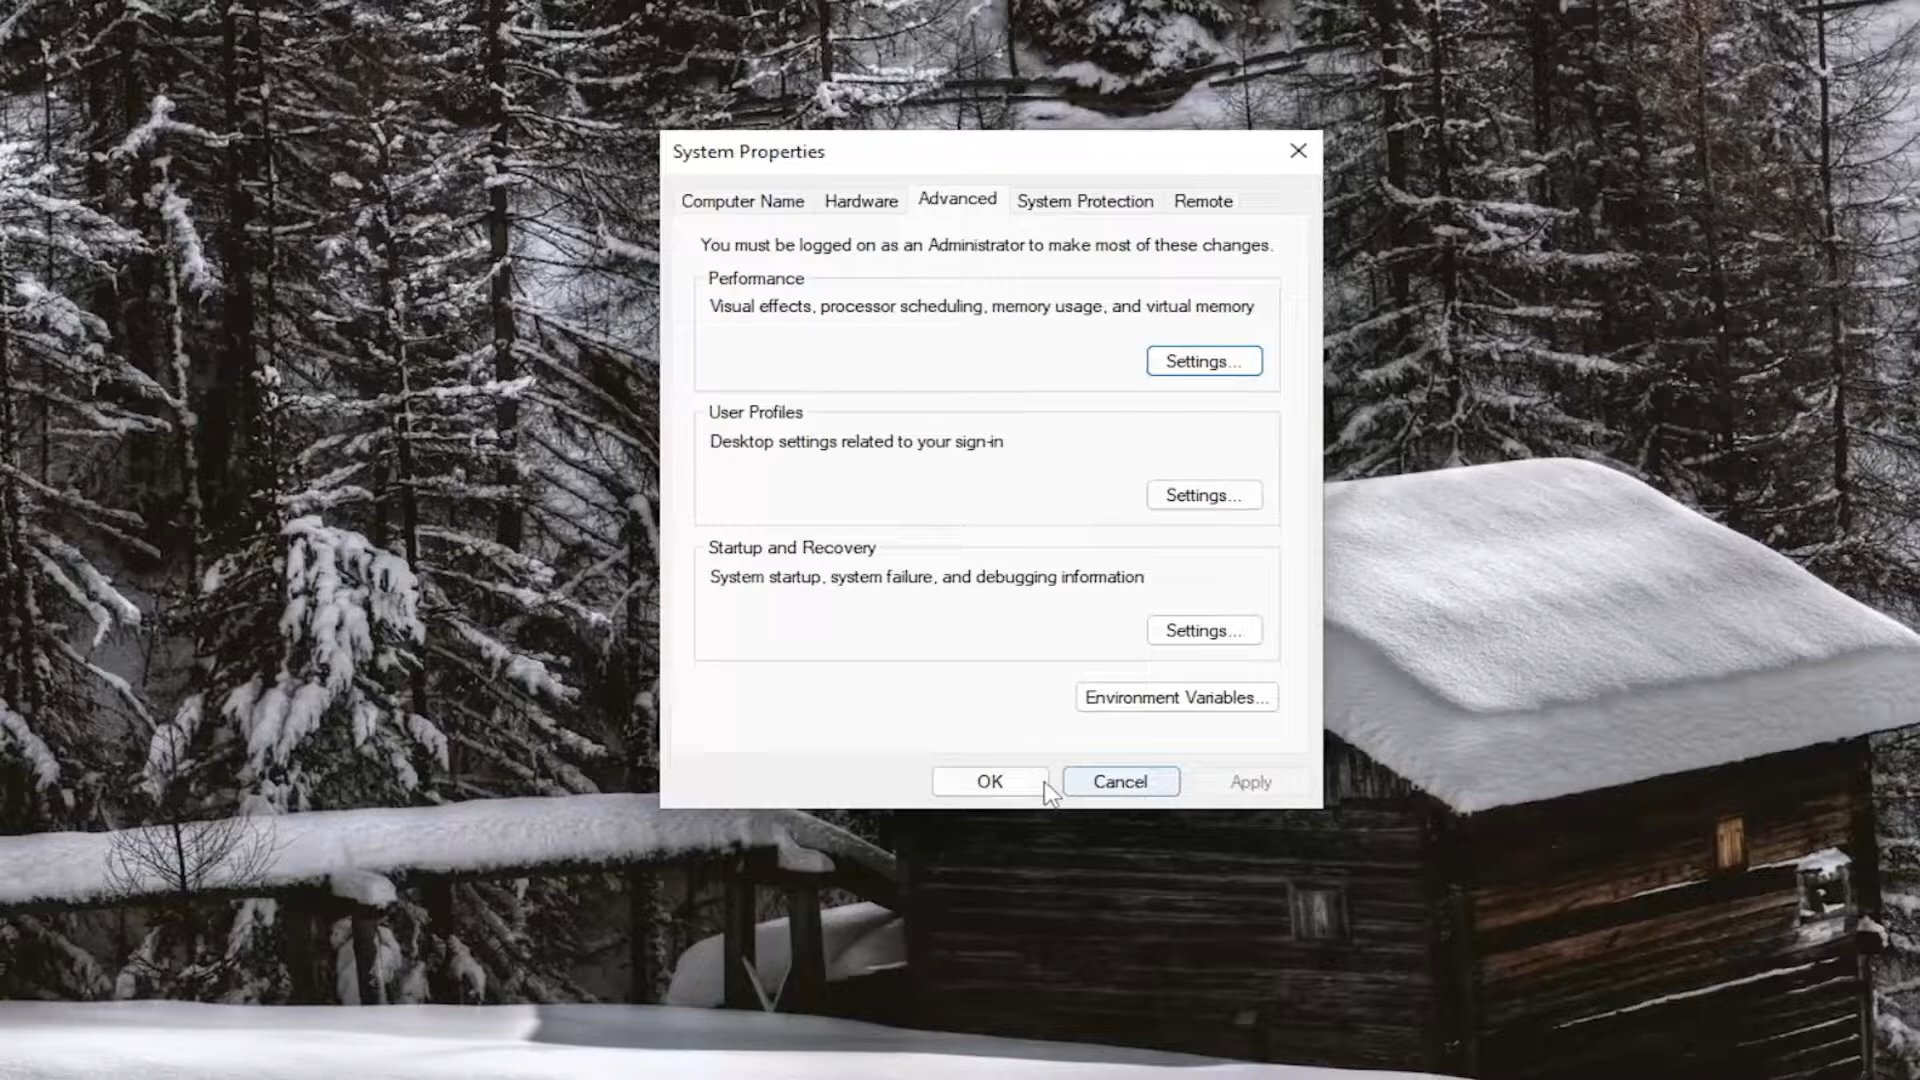 System Properties
Computer Name Hardware Advanced System Protection Remote
You must be logged on as an Administrator to make most of these changes.
Performance
Visual effects, processor scheduling, memory usage, and virtual memory
Settings...
User Profiles
Desktop settings related to your sign-in
Settings...
Startup and Recovery
System startup, system failure, and debugging information
Settings...
Environment Variables...
OK Cancel Apply